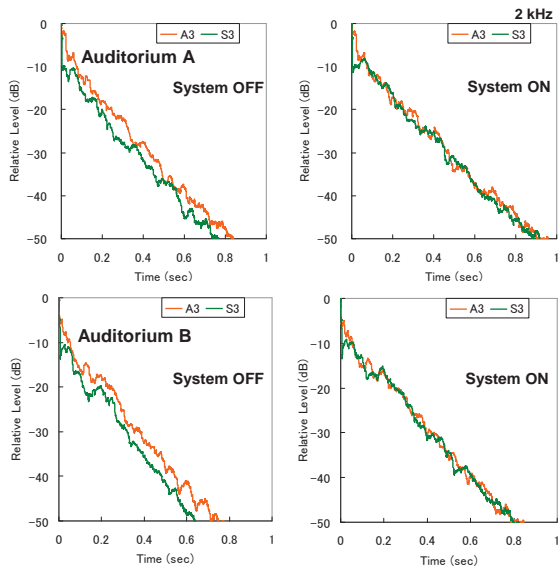 2 kHz
0 A3 S3 0 A3 S3
Auditorium A
−10 −10
System OFF System ON
−20 −20
−30 −30
−40 −40
−50 −50
0 0.2 0.4 0.6 0.8 1 0 0.2 0.4 0.6 0.8 1
Relative Level (dB) Relative Level (dB)
Time (sec) Time (sec)
0 A3 S3 0 A3 S3
Auditorium B
−10 −10
System OFF System ON
−20 −20
−30 −30
−40 −40
−50 −50
0 0.2 0.4 0.6 0.8 1 0 0.2 0.4 0.6 0.8 1
Relative Level (dB) Relative Level (dB)
Time (sec) Time (sec)